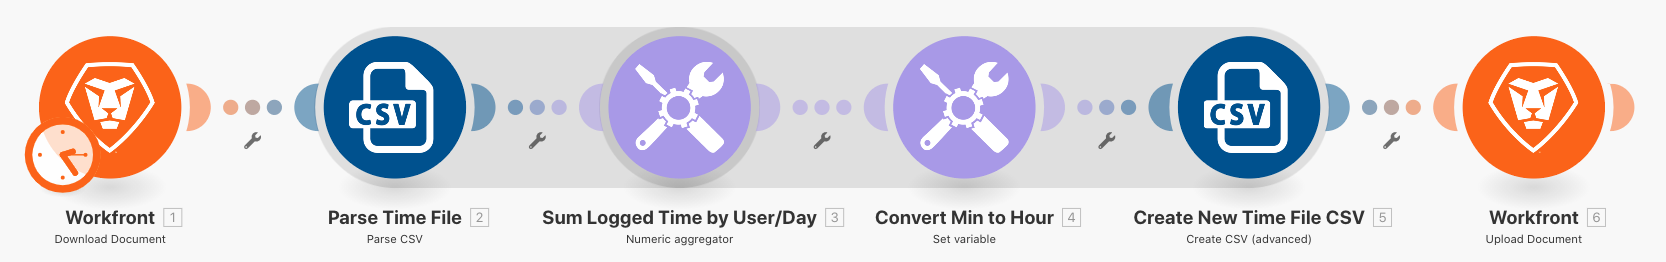 CSV
CSV
Workfront 1
Download Document
Parse Time File 2
Parse CSV
Sum Logged Time by User/Day 3
Numeric aggregator
Convert Min to Hour 4
Set variable
Create New Time File CSV 5
Create CSV (advanced)
Workfront 6
Upload Document